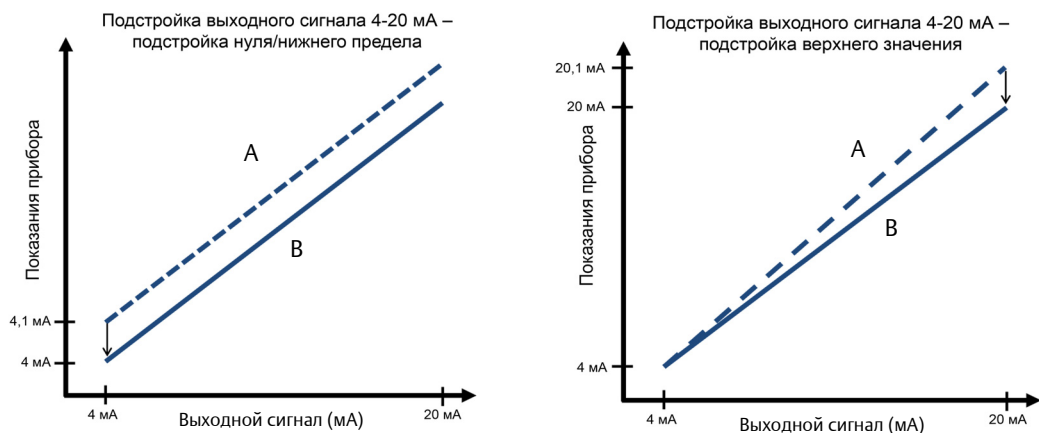 Подстройка выходного сигнала 4-20 мА –
подстройка нуля/нижнего предела
Показания прибора
A
B
4,1 мА
4 мА
4 мА
20 мА
Выходной сигнал (мА)
Подстройка выходного сигнала 4-20 мА –
подстройка верхнего значения
20,1 мА
20 мА
Показания прибора
A
B
4 мА
4 мА
20 мА
Выходной сигнал (мА)